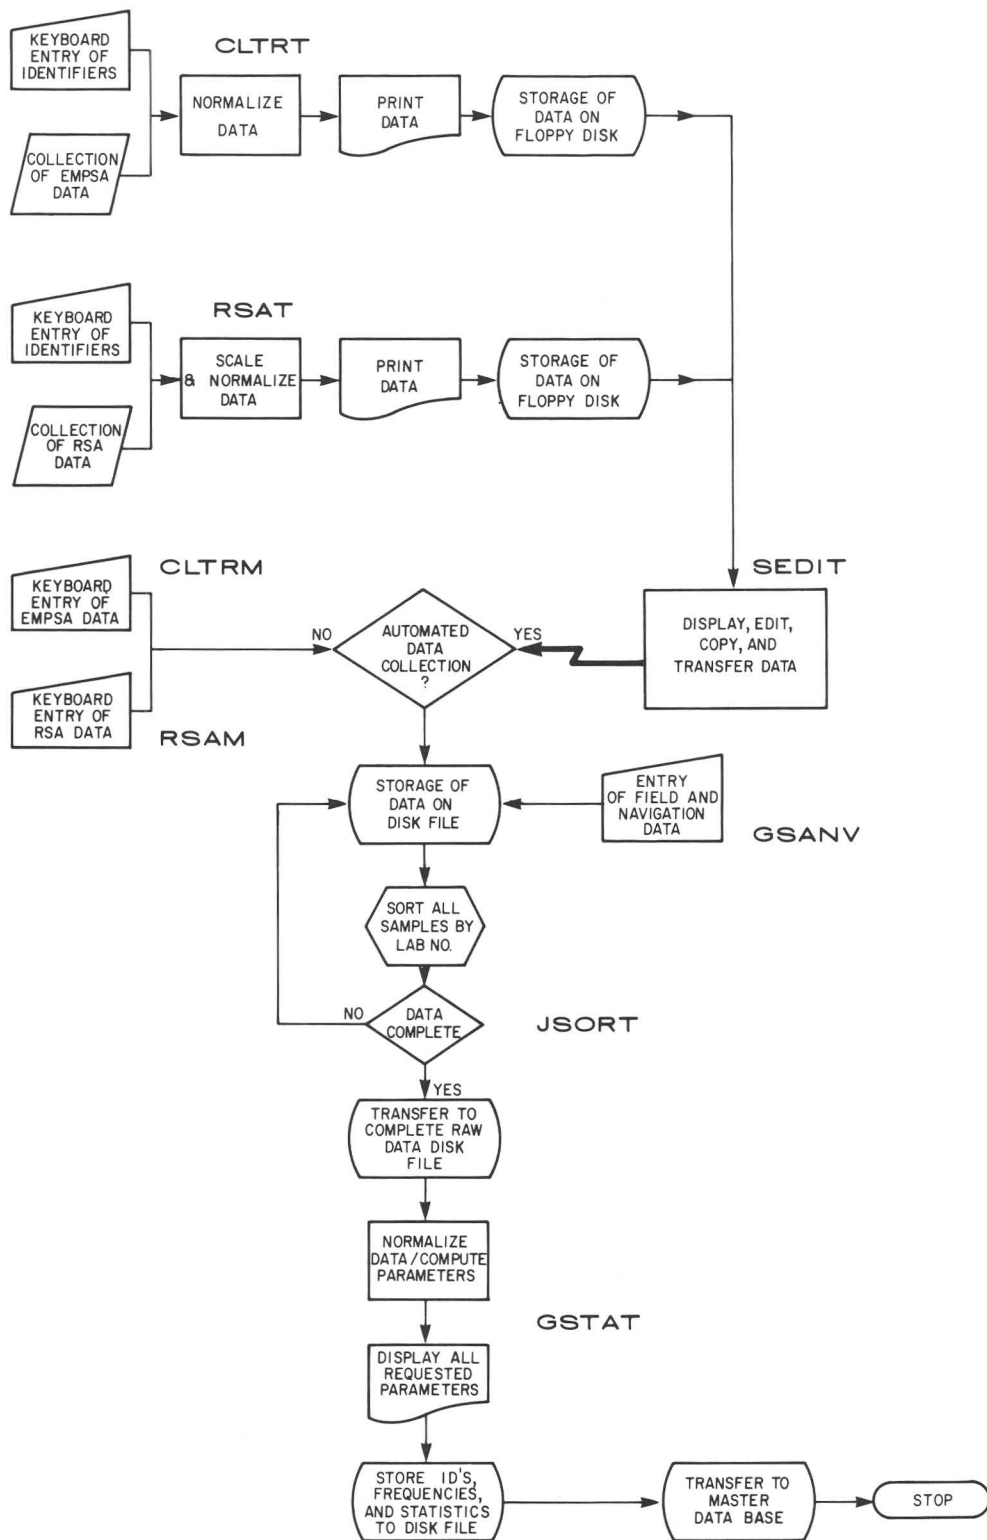 CLTRT
KEYBOARD
ENTRY OF
IDENTIFIERS
COLLECTION
OF EMPSA
DATA
NORMALIZE
DATA
PRINT
DATA
STORAGE OF
DATA ON
FLOPPY DISK
RSAT
KEYBOARD
ENTRY OF
IDENTIFIERS
COLLECTION
OF RSA
DATA
SCALE
& NORMALIZE
DATA
PRINT
DATA
STORAGE OF
DATA ON
FLOPPY DISK
CLTRM
KEYBOARD
ENTRY OF
EMPSA DATA
KEYBOARD
ENTRY OF
RSA DATA
RSAM
NO
AUTOMATED
DATA
COLLECTION
?
YES
SEDIT
DISPLAY, EDIT,
COPY, AND
TRANSFER DATA
STORAGE OF
DATA ON
DISK FILE
ENTRY
OF FIELD AND
NAVIGATION
DATA
GSANV
SORT ALL
SAMPLES BY
LAB NO.
NO
DATA
COMPLETE
JSORT
YES
TRANSFER TO
COMPLETE RAW
DATA DISK
FILE
NORMALIZE
DATA/COMPUTE
PARAMETERS
GSTAT
DISPLAY ALL
REQUESTED
PARAMETERS
STORE ID'S,
FREQUENCIES,
AND STATISTICS
TO DISK FILE
TRANSFER TO
MASTER
DATA BASE
STOP